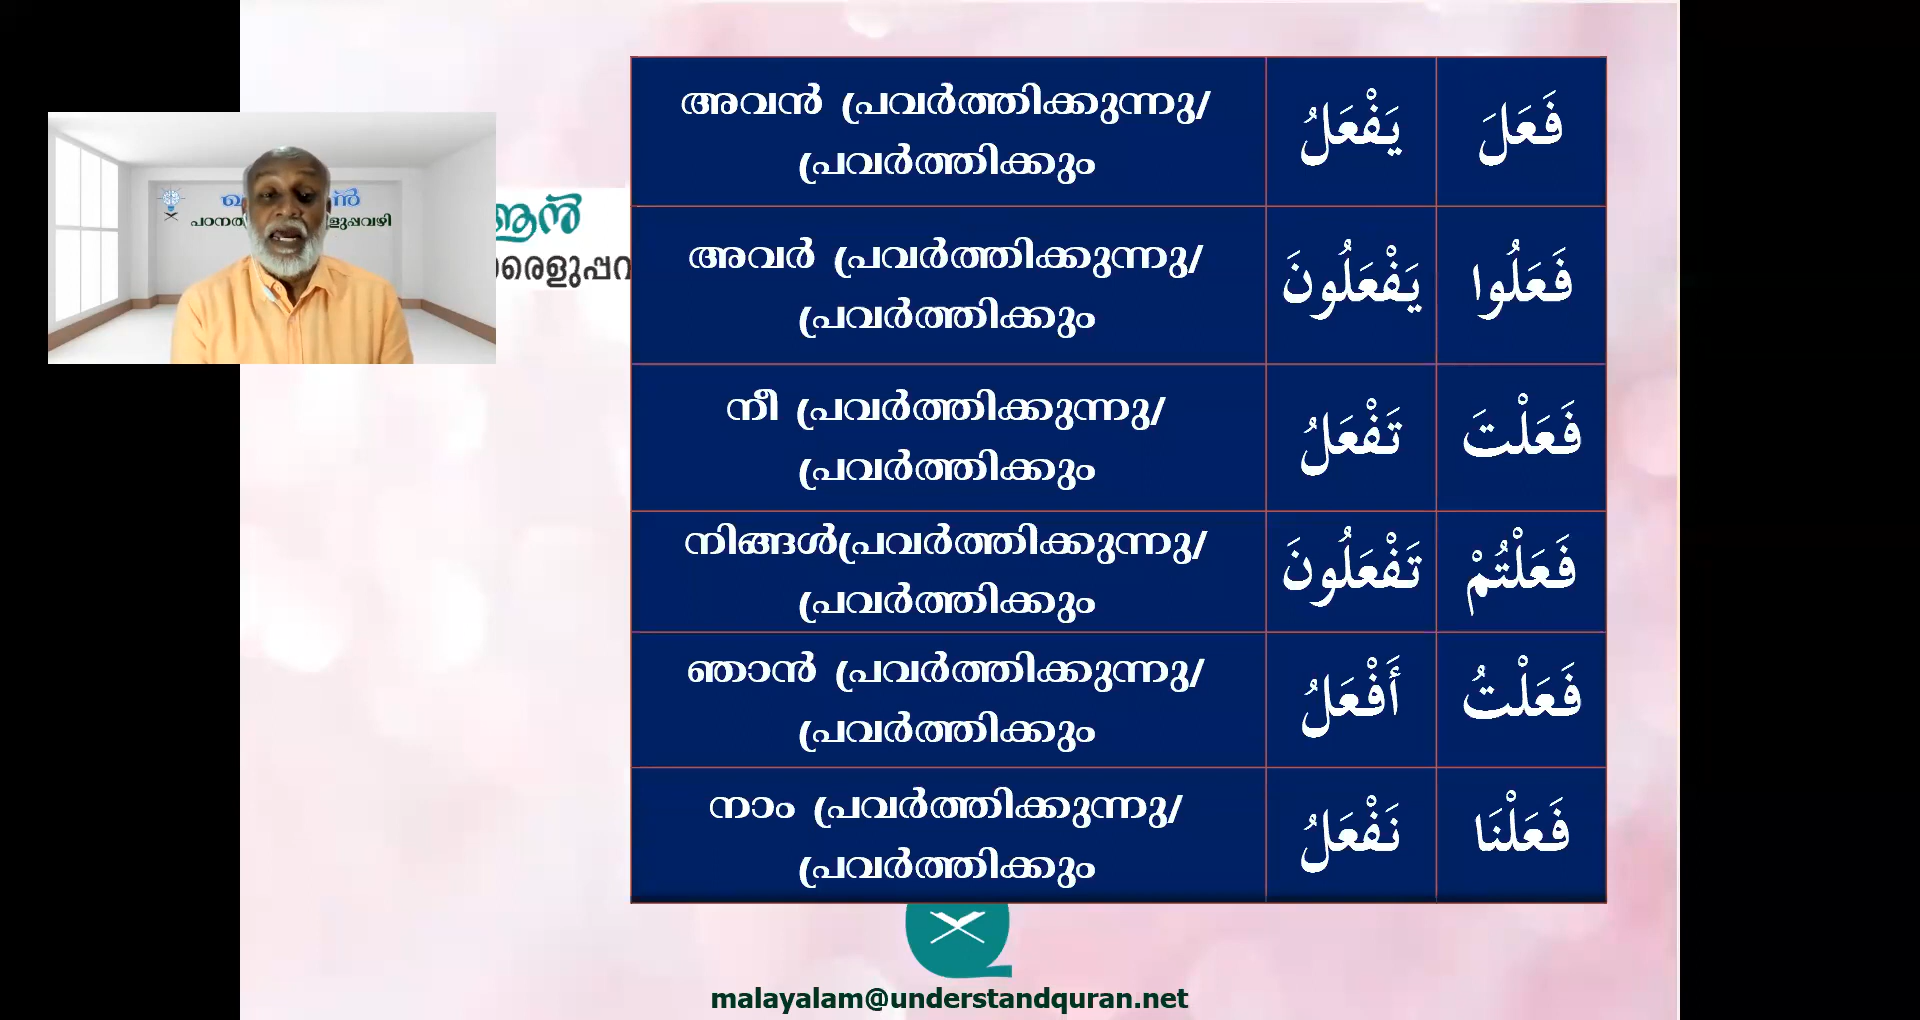 അവൻ പ്രവർത്തിക്കുന്നു/
പ്രവർത്തിക്കും
يَفْعَلُ
فَعَلَ
അവർ പ്രവർത്തിക്കുന്നു/
പ്രവർത്തിക്കും
يَفْعَلُونَ
فَعَلُوا
നീ പ്രവർത്തിക്കുന്നു/
പ്രവർത്തിക്കും
تَفْعَلُ
فَعَلْتَ
നിങ്ങൾപ്രവർത്തിക്കുന്നു/
പ്രവർത്തിക്കും
تَفْعَلُونَ
فَعَلْتُمْ
ഞാൻ പ്രവർത്തിക്കുന്നു/
പ്രവർത്തിക്കും
أَفْعَلُ
فَعَلْتُ
നാം പ്രവർത്തിക്കുന്നു/
പ്രവർത്തിക്കും
نَفْعَلُ
فَعَلْنَا
malayalam@understandquran.net